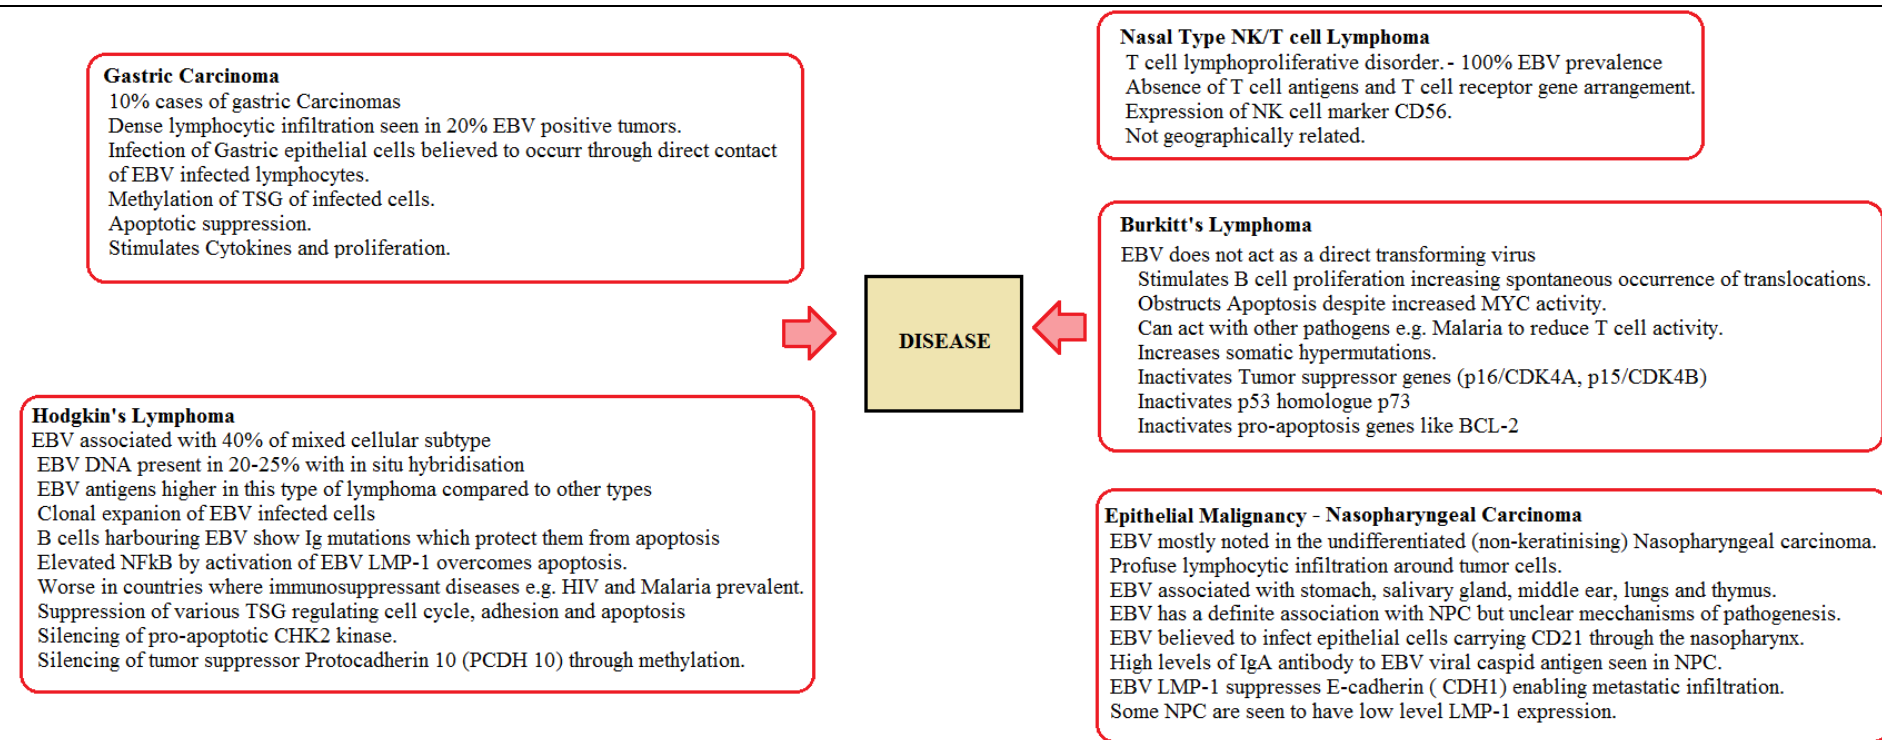 Gastric Carcinoma
10% cases of gastric Carcinomas
Dense lymphocytic infiltration seen in 20% EBV positive tumors.
Infection of Gastric epithelial cells believed to occurr through direct contact
of EBV infected lymphocytes.
Methylation of TSG of infected cells.
Apoptotic suppression.
Stimulates Cytokines and proliferation.
Hodgkin's Lymphoma
EBV associated with 40% of mixed cellular subtype
EBV DNA present in 20-25% with in situ hybridisation
EBV antigens higher in this type of lymphoma compared to other types
Clonal expanion of EBV infected cells
B cells harbouring EBV show Ig mutations which protect them from apoptosis
Elevated NFkB by activation of EBV LMP-1 overcomes apoptosis.
Worse in countries where immunosuppressant diseases e.g. HIV and Malaria prevalent.
Suppression of various TSG regulating cell cycle, adhesion and apoptosis
Silencing of pro-apoptotic CHK2 kinase.
Silencing of tumor suppressor Protocadherin 10 (PCDH 10) through methylation.
DISEASE
Nasal Type NK/T cell Lymphoma
T cell lymphoproliferative disorder. - 100% EBV prevalence
Absence of T cell antigens and T cell receptor gene arrangement.
Expression of NK cell marker CD56.
Not geographically related.
Burkitt's Lymphoma
EBV does not act as a direct transforming virus
Stimulates B cell proliferation increasing spontaneous occurrence of translocations.
Obstructs Apoptosis despite increased MYC activity.
Can act with other pathogens e.g. Malaria to reduce T cell activity.
Increases somatic hypermutations.
Inactivates Tumor suppressor genes (p16/CDK4A, p15/CDK4B)
Inactivates p53 homologue p73
Inactivates pro-apoptosis genes like BCL-2
Epithelial Malignancy - Nasopharyngeal Carcinoma
EBV mostly noted in the undifferentiated (non-keratinising) Nasopharyngeal carcinoma.
Profuse lymphocytic infiltration around tumor cells.
EBV associated with stomach, salivary gland, middle ear, lungs and thymus.
EBV has a definite association with NPC but unclear mecchanisms of pathogenesis.
EBV believed to infect epithelial cells carrying CD21 through the nasopharynx.
High levels of IgA antibody to EBV viral caspid antigen seen in NPC.
EBV LMP-1 suppresses E-cadherin ( CDH1) enabling metastatic infiltration.
Some NPC are seen to have low level LMP-1 expression.